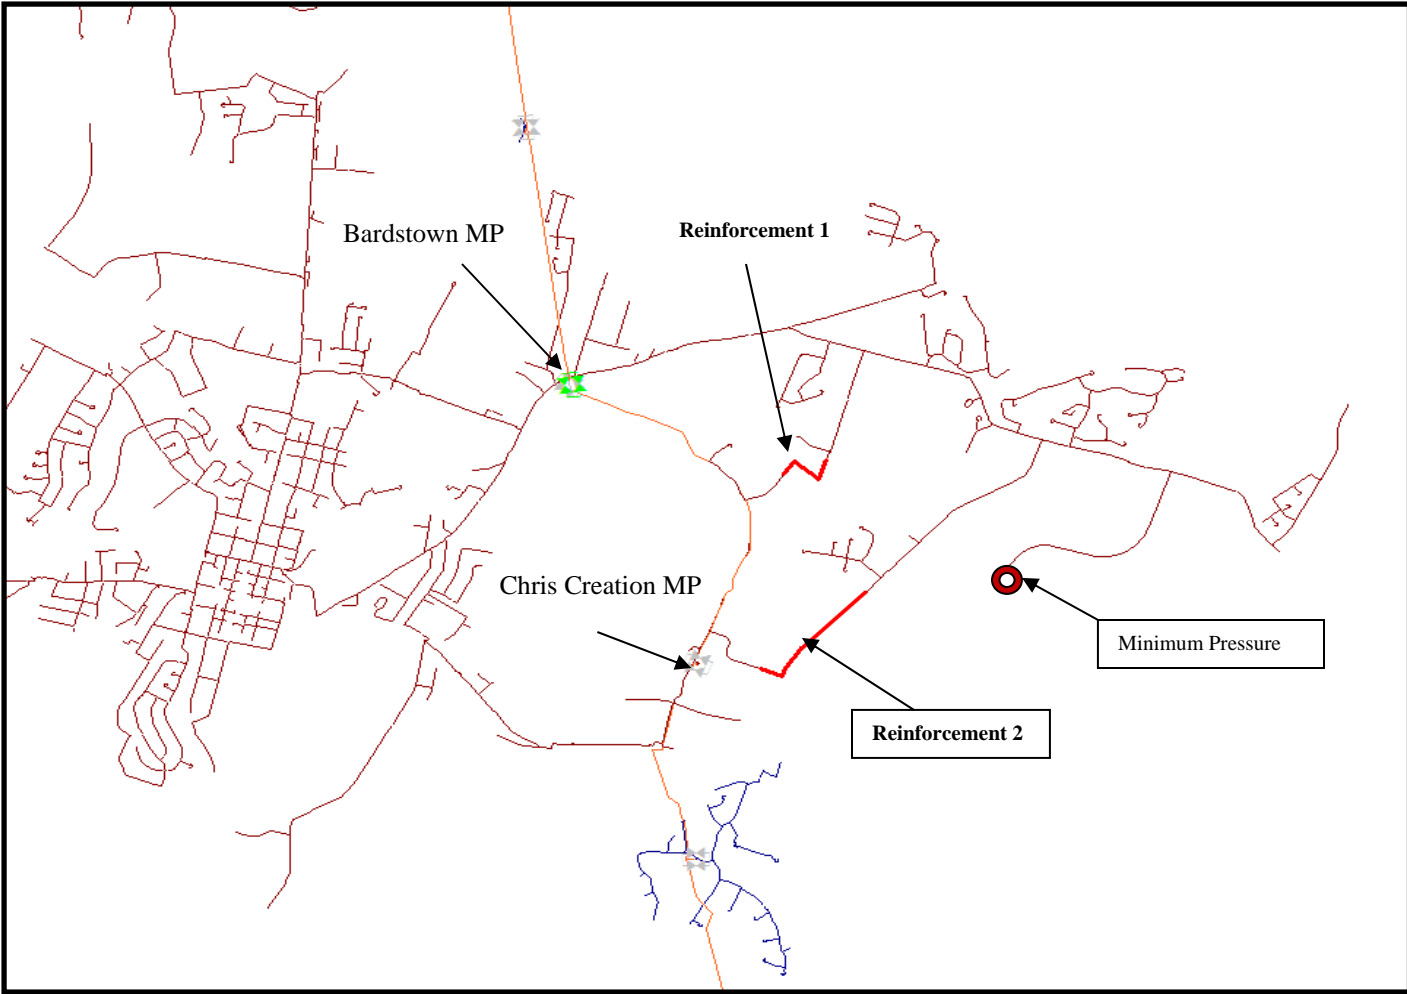 Bardstown MP
Reinforcement 1
Chris Creation MP
Minimum Pressure
Reinforcement 2